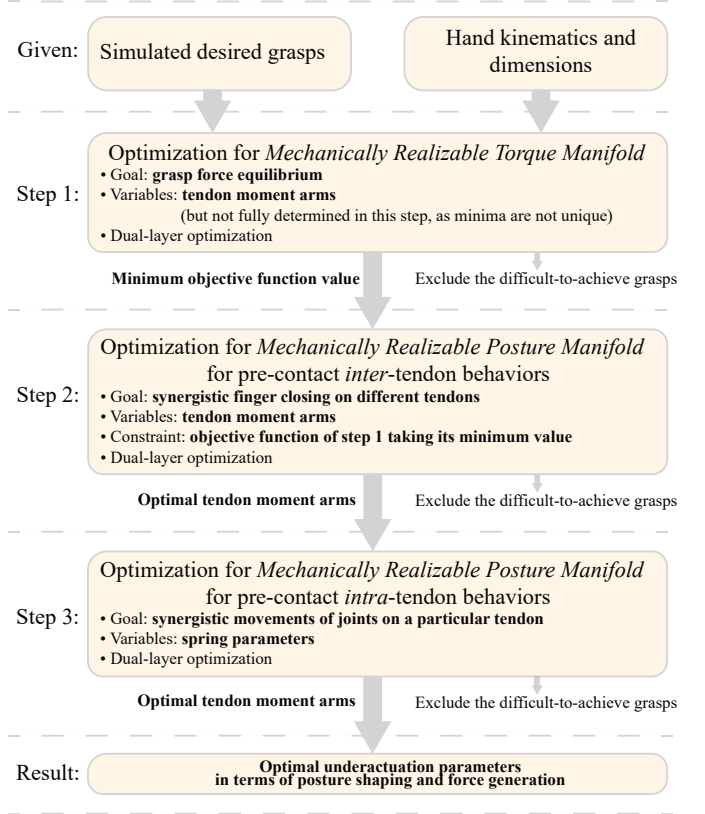 Given:
Simulated desired grasps
Hand kinematics and
dimensions
Step 1:
Optimization for Mechanically Realizable Torque Manifold
• Goal: grasp force equilibrium
• Variables: tendon moment arms
(but not fully determined in this step, as minima are not unique)
• Dual-layer optimization
Minimum objective function value
Exclude the difficult-to-achieve grasps
Step 2:
Optimization for Mechanically Realizable Posture Manifold
for pre-contact inter-tendon behaviors
• Goal: synergistic finger closing on different tendons
• Variables: tendon moment arms
• Constraint: objective function of step 1 taking its minimum value
• Dual-layer optimization
Optimal tendon moment arms
Exclude the difficult-to-achieve grasps
Step 3:
Optimization for Mechanically Realizable Posture Manifold
for pre-contact intra-tendon behaviors
• Goal: synergistic movements of joints on a particular tendon
• Variables: spring parameters
• Dual-layer optimization
Optimal tendon moment arms
Exclude the difficult-to-achieve grasps
Result:
Optimal underactuation parameters
in terms of posture shaping and force generation